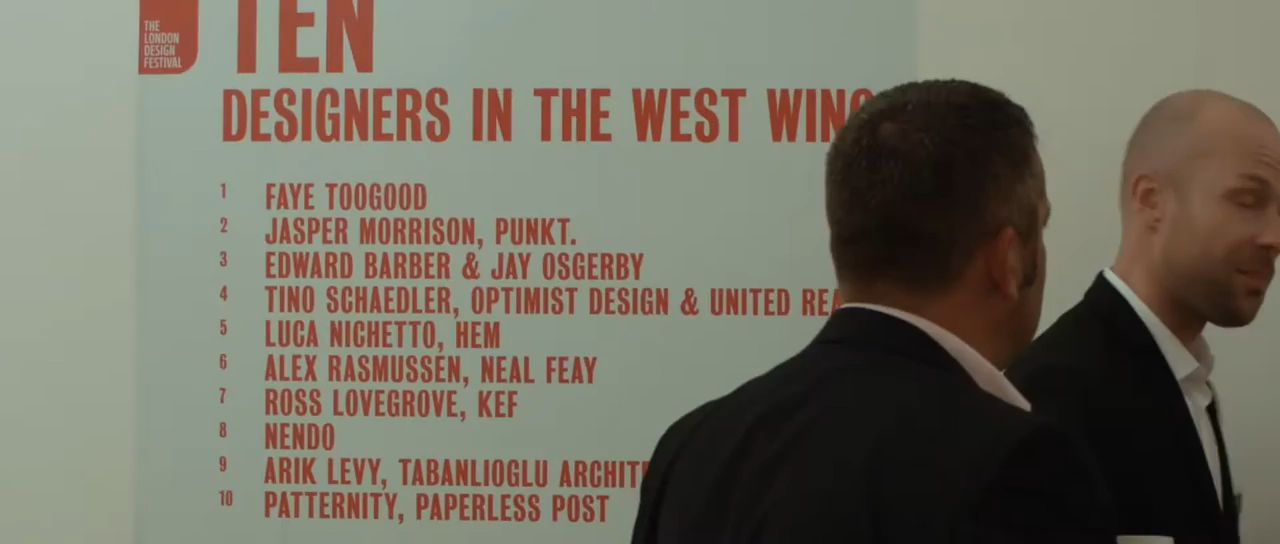 THE
LONDON
DESIGN
FESTIVAL
TEN
DESIGNERS IN THE WEST
1 FAYE TOOGOOD
2 JASPER MORRISON, PUNKT.
3 EDWARD BARBER & JAY OSGERBY
4 TINO SCHAEDLER, OPTIMIST DESIGN & UNITED
5 LUCA NICHETTO, HEM
6 ALEX RASMUSSEN, NEAL FEAY
7 ROSS LOVEGROVE, KEF
8 NENDO
9 ARIK LEVY, TABANLIOGLU
10 PATTERNITY, PAPERLESS POST